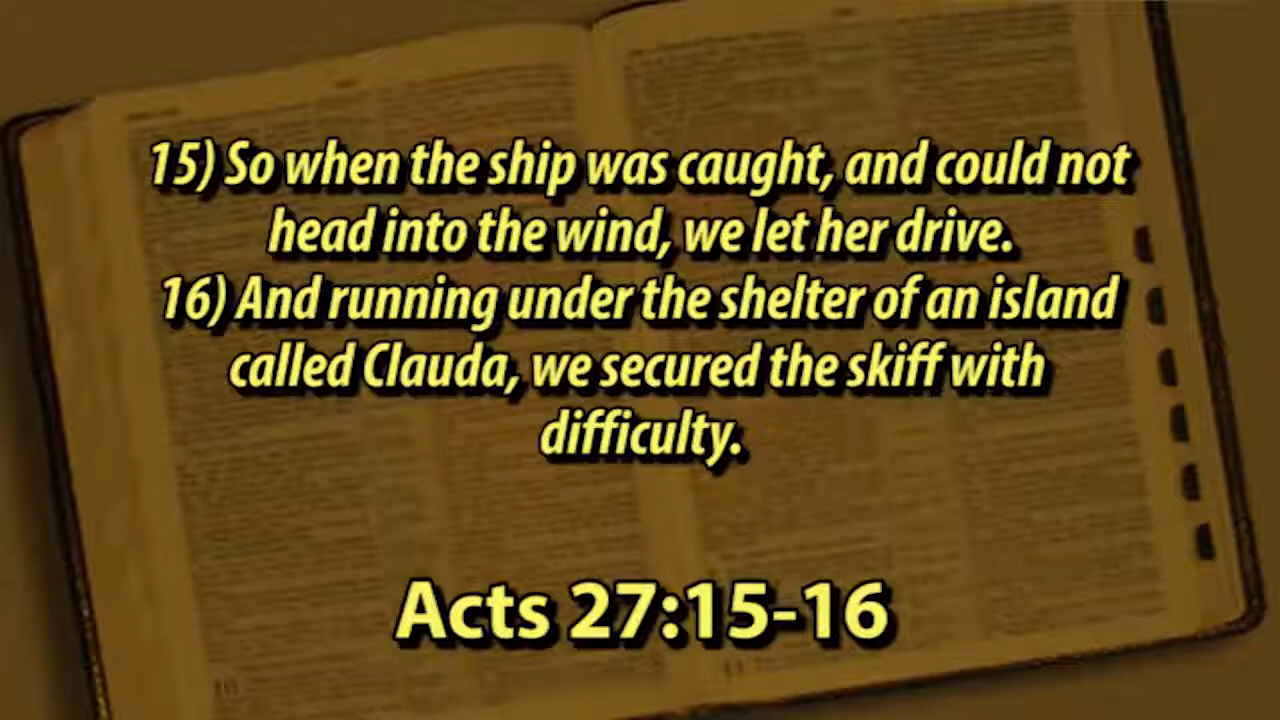 15) So when the ship was caught, and could not
head into the wind, we let her drive.
16) And running under the shelter of an island
called Clauda, we secured the skiff with
difficulty.
Acts 27:15-16